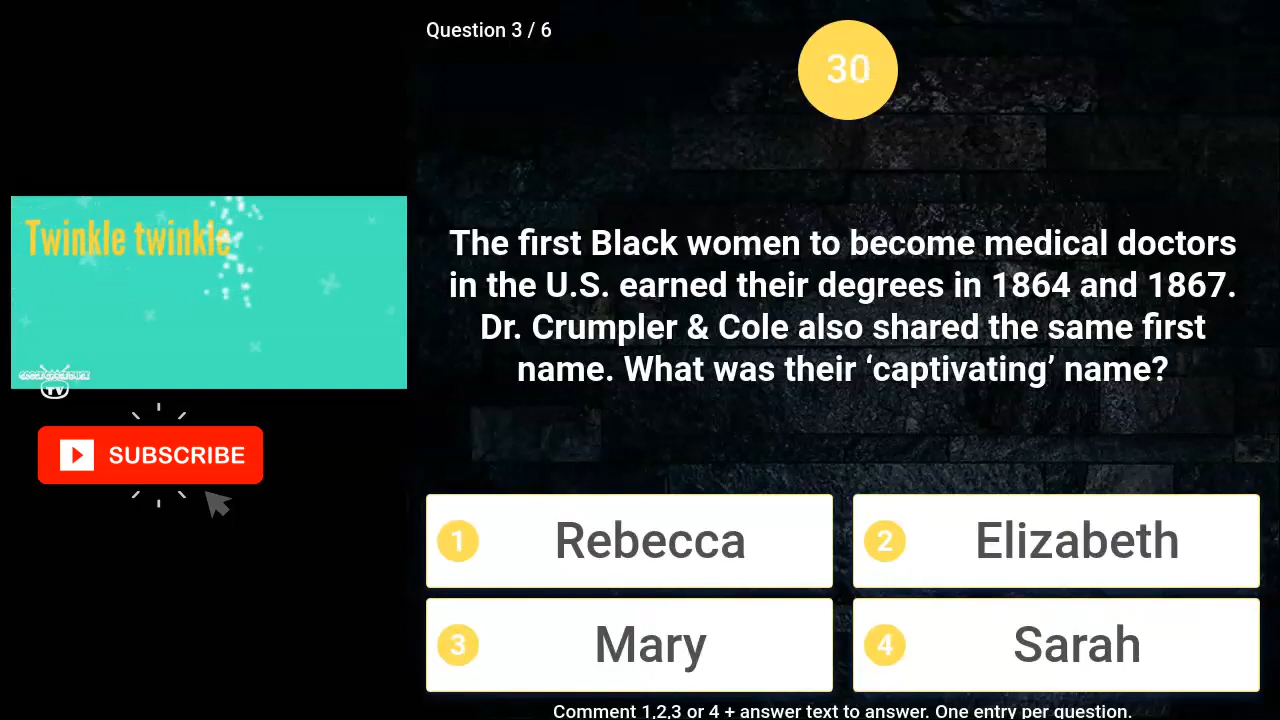 Question 3 / 6
30
Twinkle twinkle
The first Black women to become medical doctors
in the U.S. earned their degrees in 1864 and 1867.
Dr. Crumpler & Cole also shared the same first
name. What was their ‘captivating’ name?
TV
SUBSCRIBE
1 Rebecca
2 Elizabeth
3 Mary
4 Sarah
Comment 1,2,3 or 4 + answer text to answer. One entry per question.